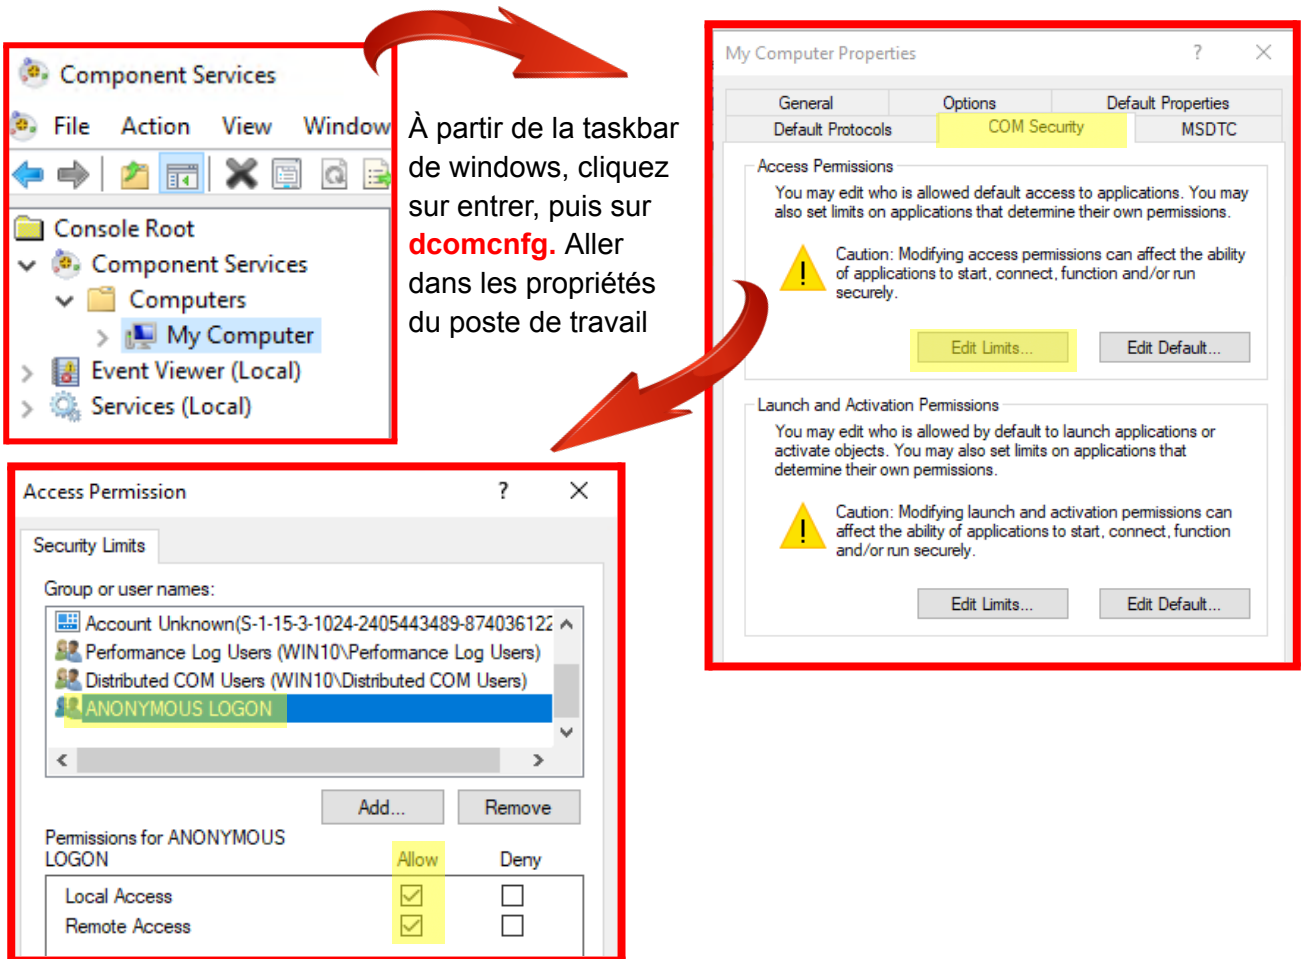 Component Services
File Action View Window
Console Root
Component Services
Computers
My Computer
Event Viewer (Local)
Services (Local)
À partir de la taskbar
de windows, cliquez
sur entrer, puis sur
dcomcnfg. Aller
dans les propriétés
du poste de travail
My Computer Properties ? ×
General Options Default Properties
Default Protocols COM Security MSDTC
Access Permissions
You may edit who is allowed default access to applications. You may
also set limits on applications that determine their own permissions.
Caution: Modifying access permissions can affect the ability
of applications to start, connect, function and/or run
securely.
Edit Limits... Edit Default...
Launch and Activation Permissions
You may edit who is allowed by default to launch applications or
activate objects. You may also set limits on applications that
determine their own permissions.
Caution: Modifying launch and activation permissions can
affect the ability of applications to start, connect, function
and/or run securely.
Edit Limits... Edit Default...
Access Permission ? ×
Security Limits
Group or user names:
Account Unknown(S-1-15-3-1024-2405443489-874036122
Performance Log Users (WIN10\Performance Log Users)
Distributed COM Users (WIN10\Distributed COM Users)
ANONYMOUS LOGON
Add... Remove
Permissions for ANONYMOUS
LOGON Allow Deny
Local Access
Remote Access